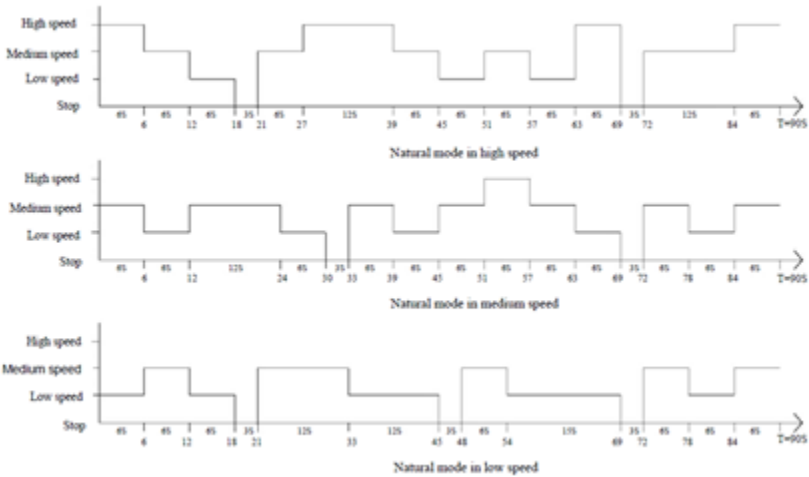 High speed
Medium speed
Low speed
Stop
6S 6S 6S 3S 6S 12S 6S 6S 6S 6S 6S 3S 12S 6S
6 12 18 21 27 39 45 51 57 63 69 72 84 T=90S
Natural mode in high speed
High speed
Medium speed
Low speed
Stop
6S 6S 12S 6S 3S 6S 6S 6S 6S 6S 6S 3S 6S 6S 6S
6 12 24 30 33 39 45 51 57 63 69 72 78 84 T=90S
Natural mode in medium speed
High speed
Medium speed
Low speed
Stop
6S 6S 6S 3S 12S 12S 3S 6S 15S 3S 6S 6S 6S
6 12 18 21 33 45 48 54 69 72 78 84 T=90S
Natural mode in low speed